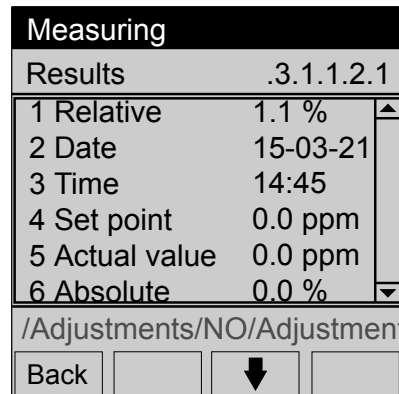 Measuring
Results .3.1.1.2.1
1 Relative 1.1 %
2 Date 15-03-21
3 Time 14:45
4 Set point 0.0 ppm
5 Actual value 0.0 ppm
6 Absolute 0.0 %
/Adjustments/NO/Adjustment
Back